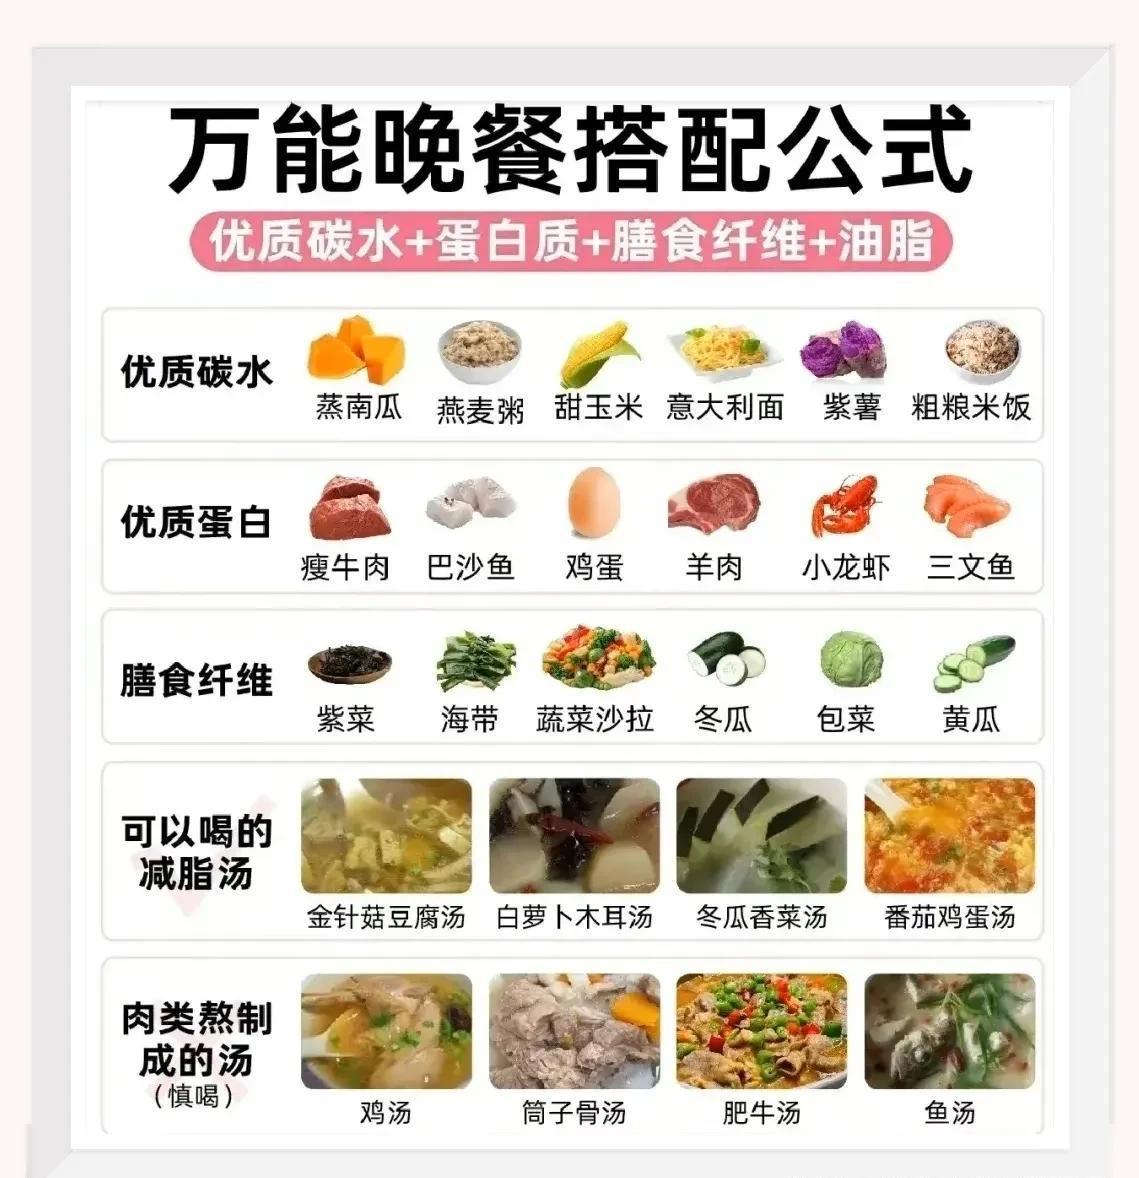 万能晚餐搭配公式
优质碳水+蛋白质+膳食纤维+油脂
优质碳水
蒸南瓜 燕麦粥 甜玉米 意大利面 紫薯 粗粮米饭
优质蛋白
瘦牛肉 巴沙鱼 鸡蛋 羊肉 小龙虾 三文鱼
膳食纤维
紫菜 海带 蔬菜沙拉 冬瓜 包菜 黄瓜
可以喝的
减脂汤
金针菇豆腐汤 白萝卜木耳汤 冬瓜香菜汤 番茄鸡蛋汤
肉类熬制
成的汤
（慎喝）
鸡汤 筒子骨汤 肥牛汤 鱼汤